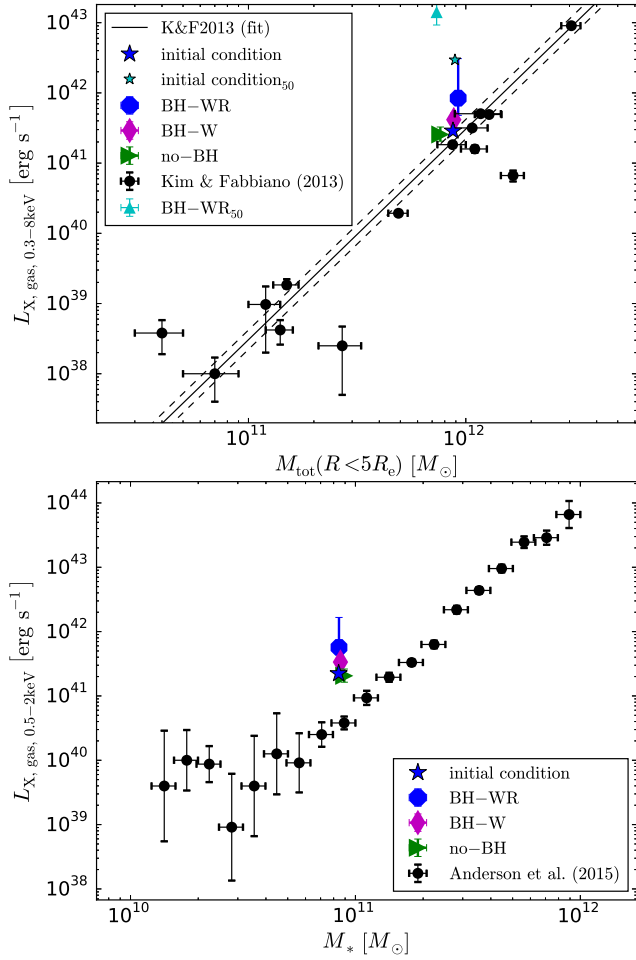 10^43
10^42
10^41
10^40
10^39
10^38
L_X, gas, 0.3−8keV [erg s^−1]
K&F2013 (fit)
initial condition
initial condition_50
BH−WR
BH−W
no−BH
Kim & Fabbiano (2013)
BH−WR_50
10^11
10^12
M_tot(R<5R_e) [M_⊙]
10^44
10^43
10^42
10^41
10^40
10^39
10^38
L_X, gas, 0.5−2keV [erg s^−1]
initial condition
BH−WR
BH−W
no−BH
Anderson et al. (2015)
10^10
10^11
10^12
M_* [M_⊙]